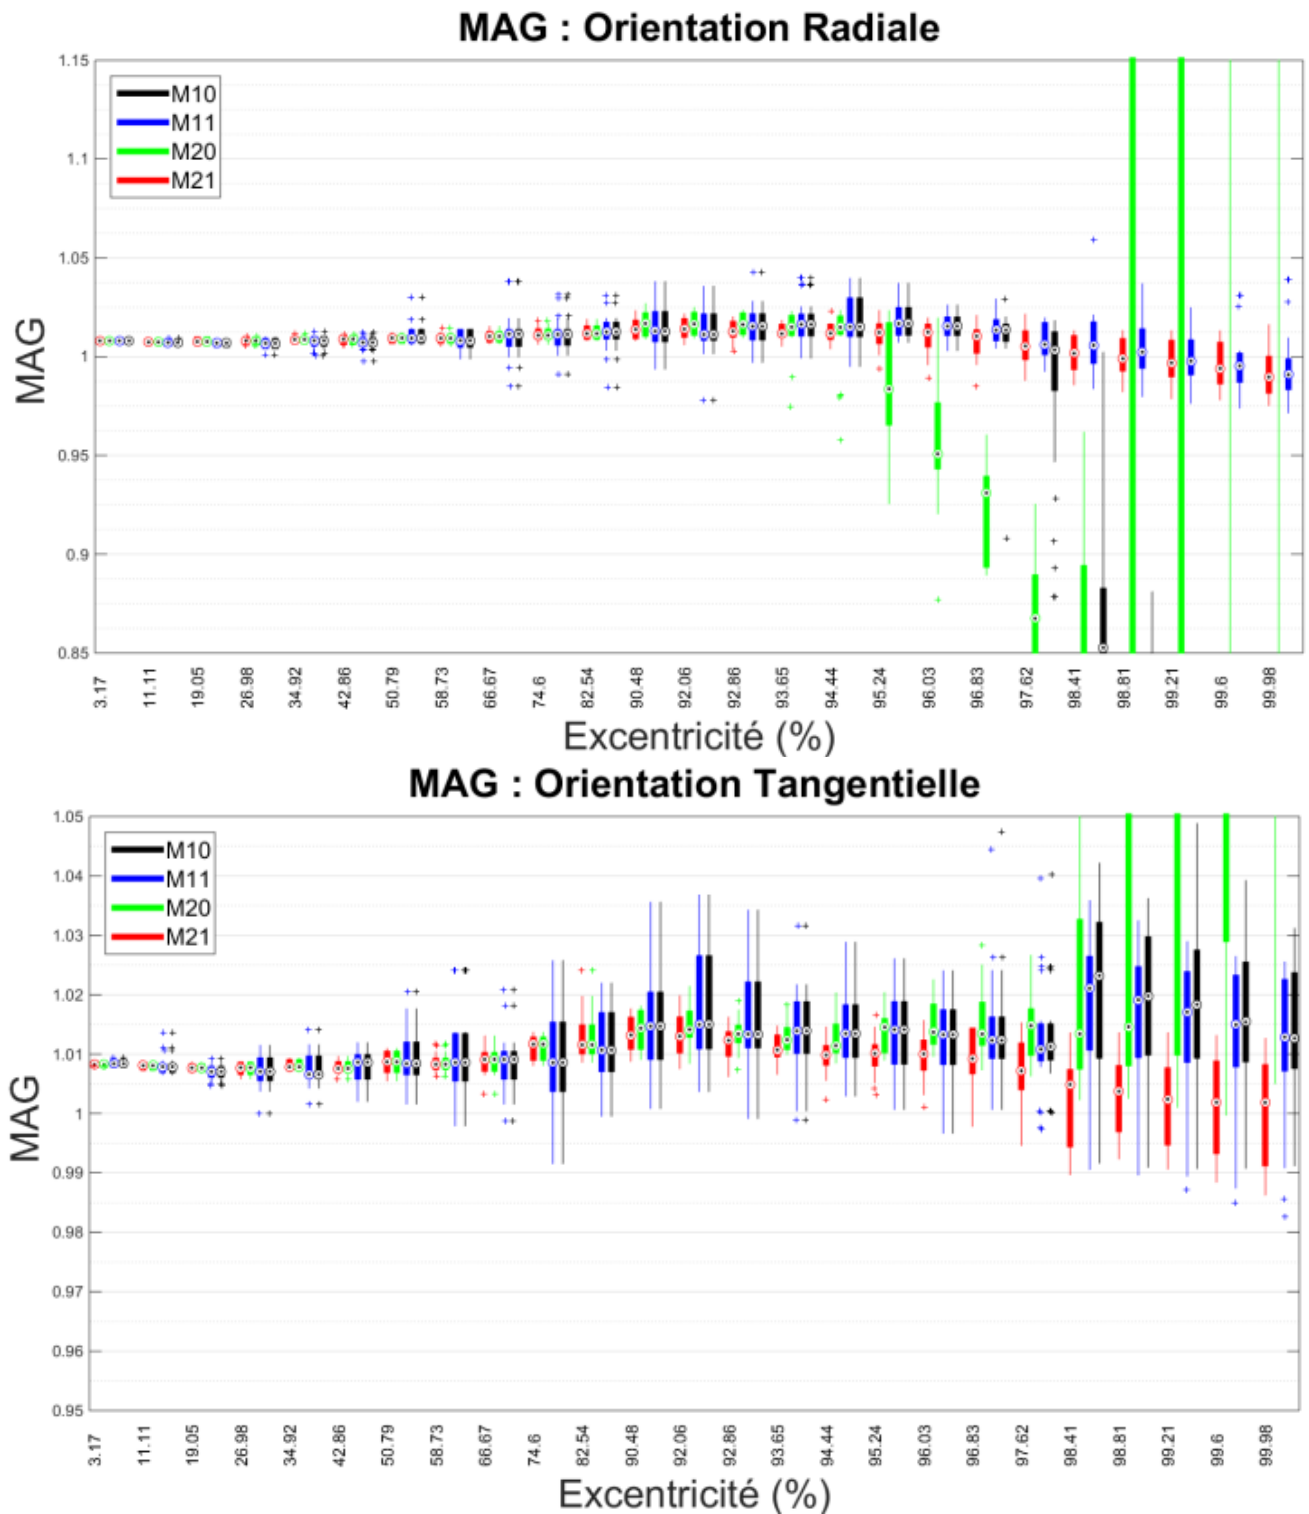 MAG : Orientation Radiale
1.15
1.1
1.05
1
0.95
0.9
0.85
MAG
M10
M11
M20
M21
3.17 11.11 19.05 26.98 34.92 42.86 50.79 58.73 66.67 74.6 82.54 90.48 92.06 92.86 93.65 94.44 95.24 96.03 96.83 97.62 98.41 98.81 99.21 99.6 99.98
Excentricité (%)
MAG : Orientation Tangentielle
1.05
1.04
1.03
1.02
1.01
1
0.99
0.98
0.97
0.96
0.95
MAG
M10
M11
M20
M21
3.17 11.11 19.05 26.98 34.92 42.86 50.79 58.73 66.67 74.6 82.54 90.48 92.06 92.86 93.65 94.44 95.24 96.03 96.83 97.62 98.41 98.81 99.21 99.6 99.98
Excentricité (%)